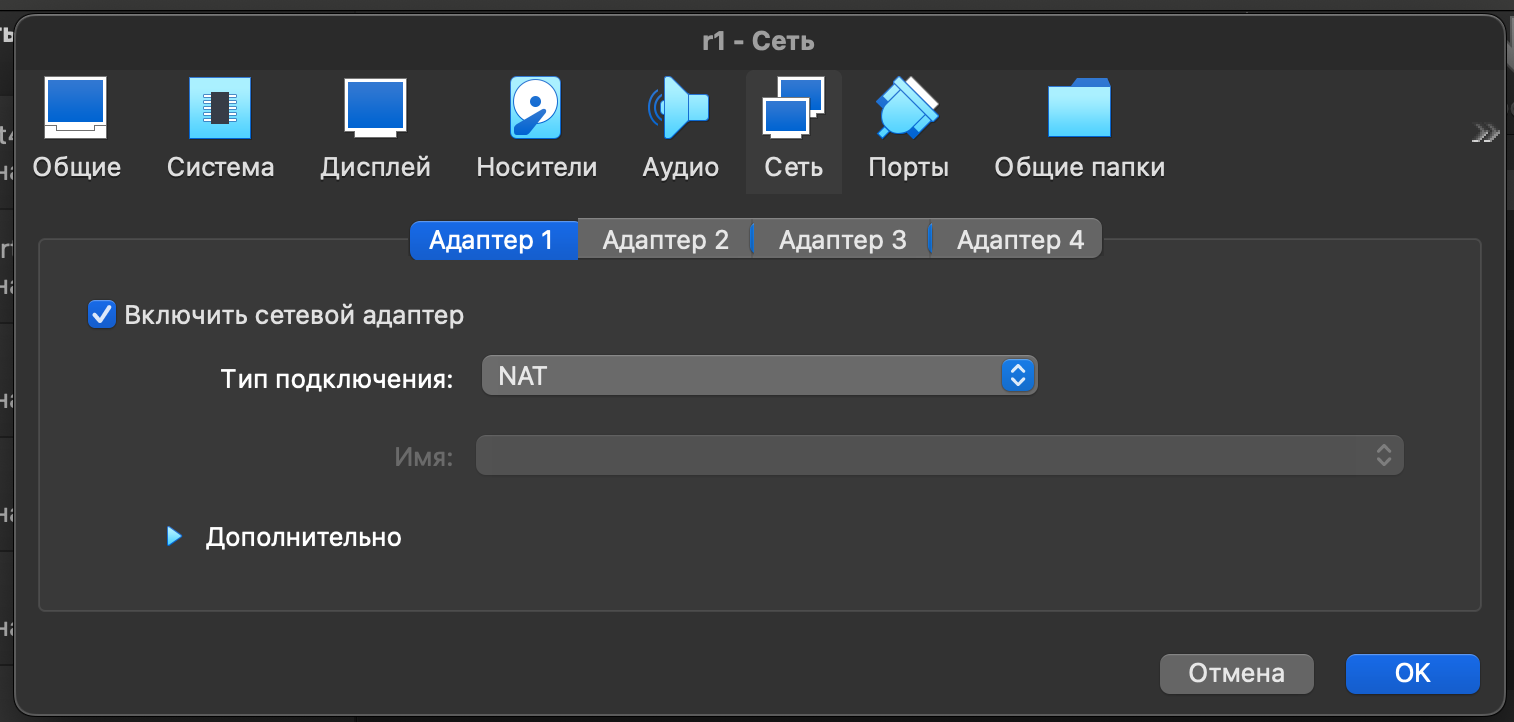 r1 - Сеть
Общие Система Дисплей Носители Аудио Сеть Порты Общие папки
Адаптер 1 Адаптер 2 Адаптер 3 Адаптер 4
Включить сетевой адаптер
Тип подключения: NAT
Имя:
Дополнительно
Отмена OK